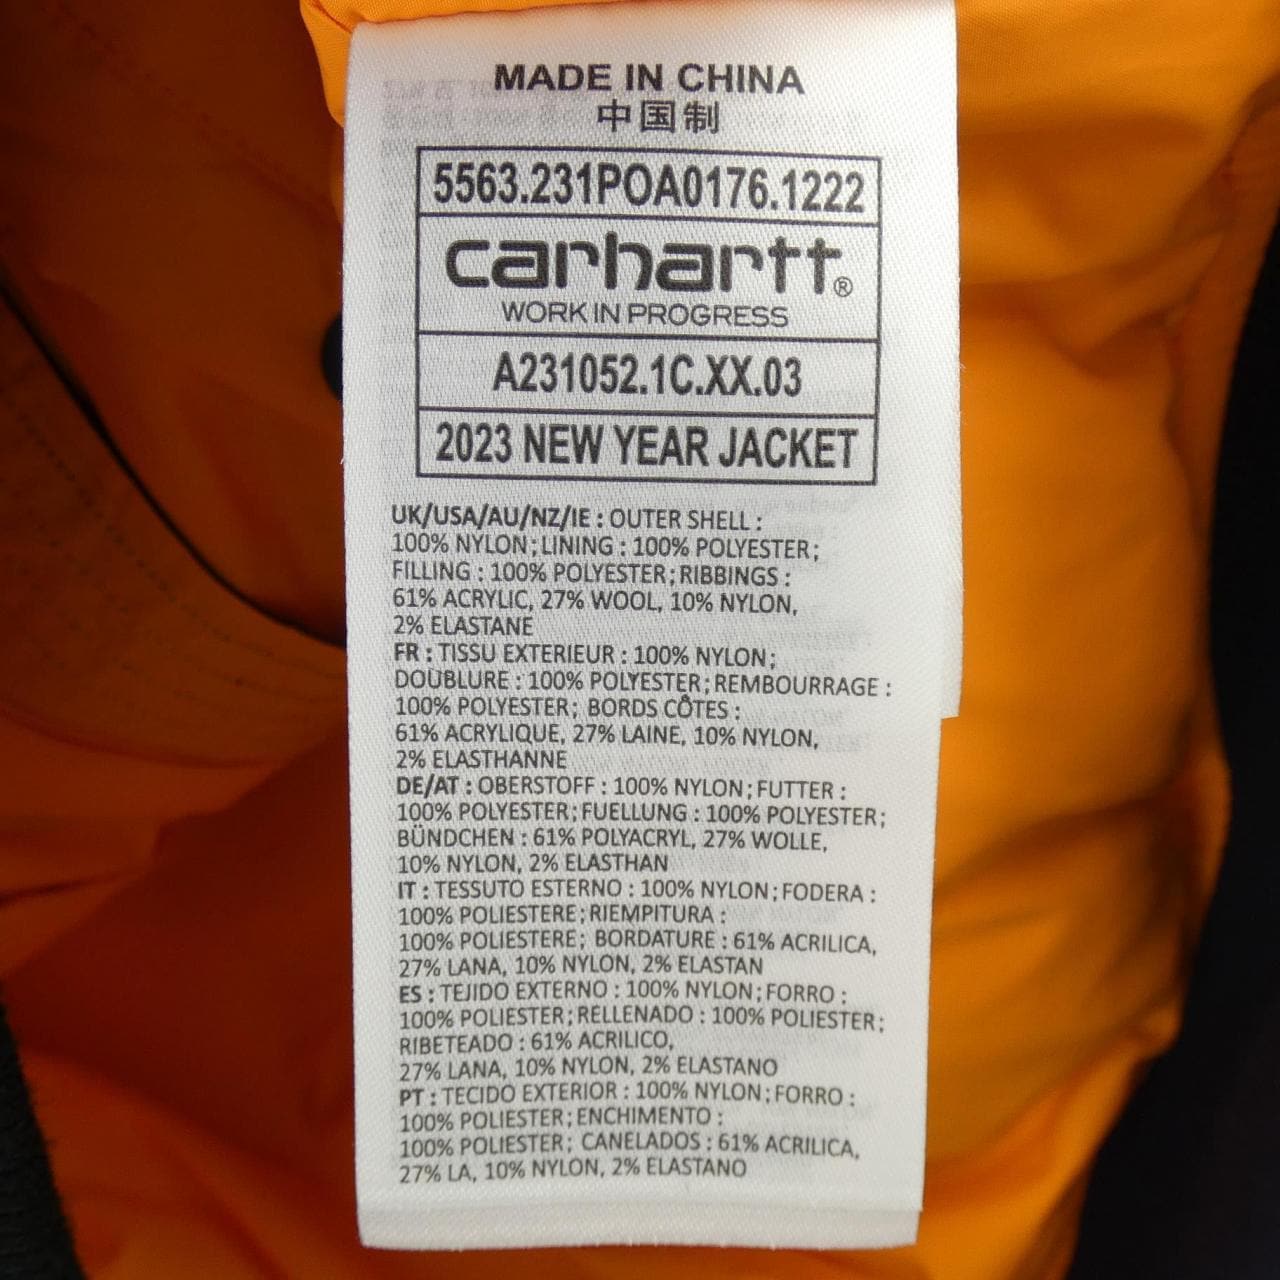 MADE IN CHINA
中国制
5563.231POA0176.1222
carhartt®
WORK IN PROGRESS
A231052.1C.XX.03
2023 NEW YEAR JACKET
UK/USA/AU/NZ/IE : OUTER SHELL :
100% NYLON; LINING : 100% POLYESTER;
FILLING : 100% POLYESTER; RIBBINGS :
61% ACRYLIC, 27% WOOL, 10% NYLON,
2% ELASTANE
FR : TISSU EXTERIEUR : 100% NYLON;
DOUBLURE : 100% POLYESTER; REMBOURRAGE :
100% POLYESTER; BORDS CÔTES :
61% ACRYLIQUE, 27% LAINE, 10% NYLON,
2% ELASTHANNE
DE/AT : OBERSTOFF : 100% NYLON; FUTTER :
100% POLYESTER; FUELLUNG : 100% POLYESTER;
BÜNDCHEN : 61% POLYACRYL, 27% WOLLE,
10% NYLON, 2% ELASTHAN
IT : TESSUTO ESTERNO : 100% NYLON; FODERA :
100% POLIESTERE; RIEMPITURA :
100% POLIESTERE; BORDATURE : 61% ACRILICA,
27% LANA, 10% NYLON, 2% ELASTAN
ES : TEJIDO EXTERNO : 100% NYLON; FORRO :
100% POLIESTER; RELLENADO : 100% POLIESTER;
RIBETEADO : 61% ACRILICO,
27% LANA, 10% NYLON, 2% ELASTANO
PT : TECIDO EXTERIOR : 100% NYLON; FORRO :
100% POLIESTER; ENCHIMENTO :
100% POLIESTER; CANELADOS : 61% ACRILICA,
27% LA, 10% NYLON, 2% ELASTANO